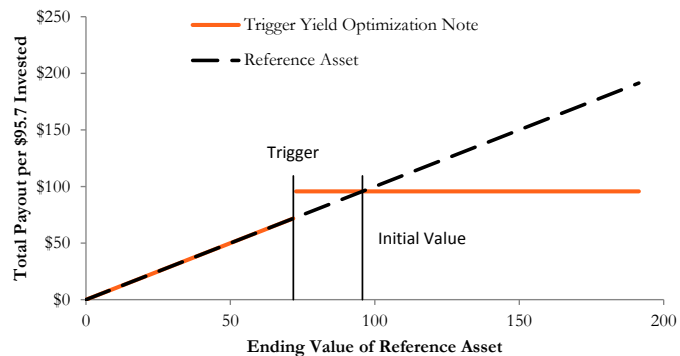 $250
Trigger Yield Optimization Note
Reference Asset
$200
$150
Trigger
$100
Initial Value
$50
$0
0
50
100
150
200
Total Payout per $95.7 Invested
Ending Value of Reference Asset